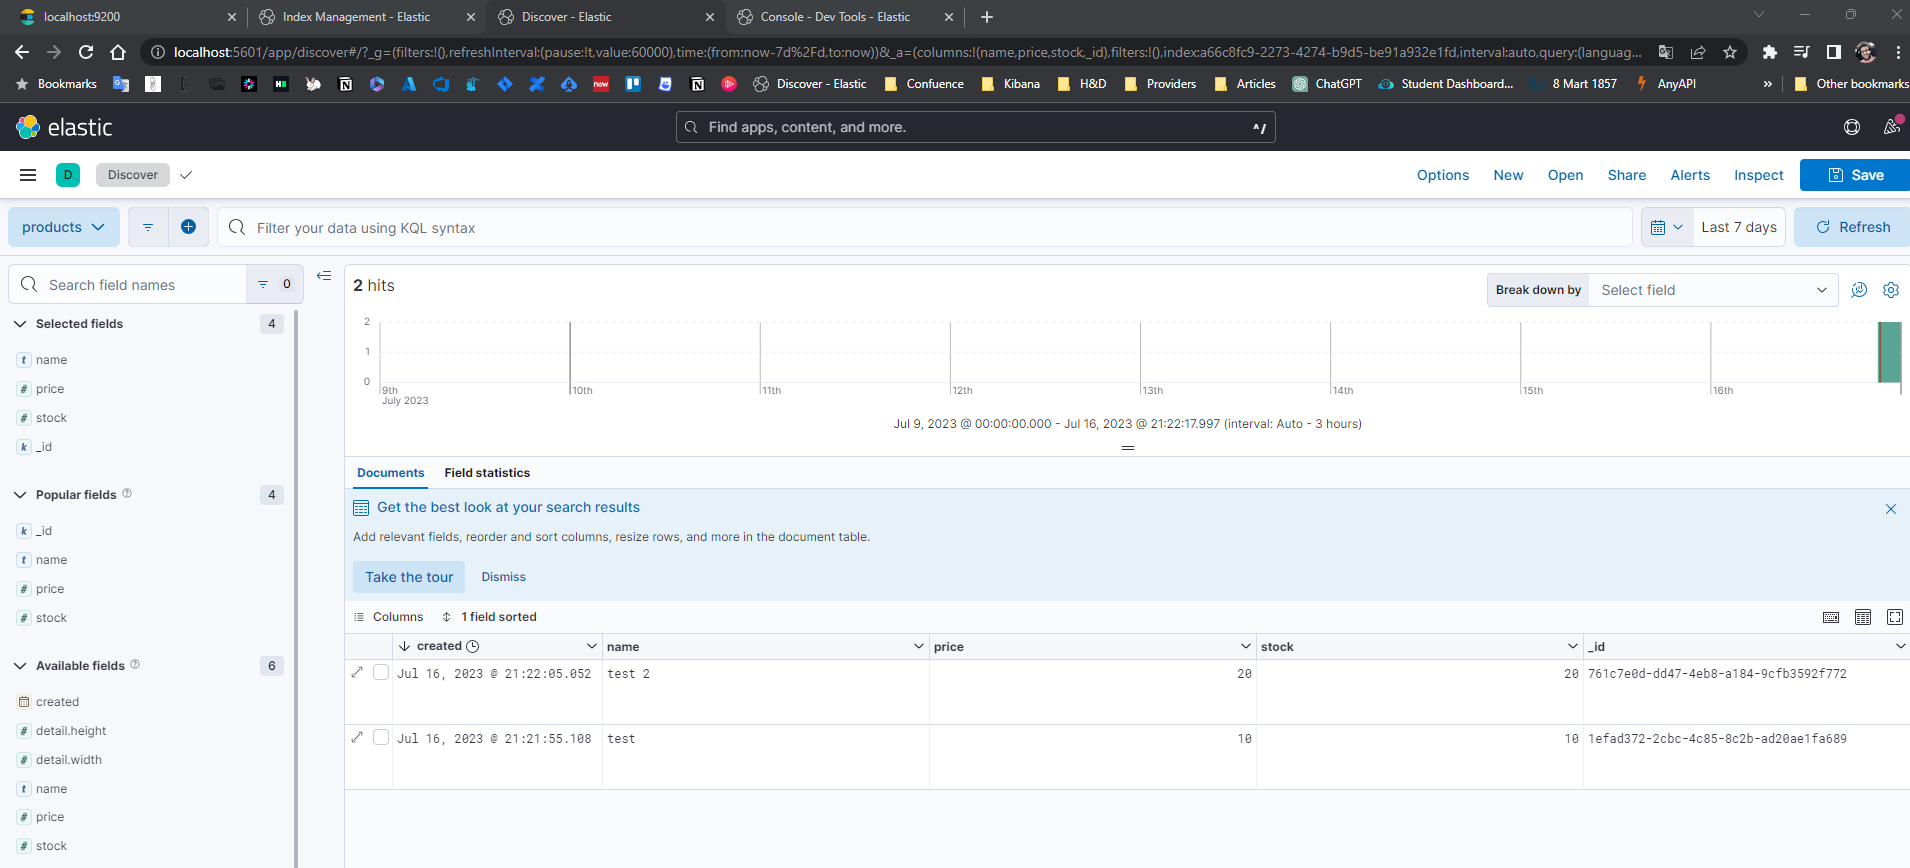 localhost:9200
Index Management - Elastic
Discover - Elastic
Console - Dev Tools - Elastic
localhost:5601/app/discover#/?_g=(filters:!(),refreshInterval:(pause:!t,value:60000),time:(from:now-7d%2Fd,to:now))&_a=(columns:!(name,price,stock,_id),filters:!(),index:a66c8fc9-2273-4274-b9d5-be91a932e1fd,interval:auto,query:(languag...
Bookmarks
now
Discover - Elastic
Confuence
Kibana
H&D
Providers
Articles
ChatGPT
Student Dashboard...
8 Mart 1857
AnyAPI
»
Other bookmarks
elastic
Find apps, content, and more.
^/
D
Discover
Options
New
Open
Share
Alerts
Inspect
Save
products
Filter your data using KQL syntax
Last 7 days
Refresh
Search field names
0
2 hits
Break down by
Select field
Selected fields
4
t name
# price
# stock
k _id
Popular fields
4
k _id
t name
# price
# stock
Available fields
6
created
# detail.height
# detail.width
t name
# price
# stock
2
1
0
9th
July 2023
10th
11th
12th
13th
14th
15th
16th
Jul 9, 2023 @ 00:00:00.000 - Jul 16, 2023 @ 21:22:17.997 (interval: Auto - 3 hours)
Documents
Field statistics
Get the best look at your search results
Add relevant fields, reorder and sort columns, resize rows, and more in the document table.
Take the tour
Dismiss
Columns
1 field sorted
created
name
price
stock
_id
Jul 16, 2023 @ 21:22:05.052 test 2 20 20 761c7e0d-dd47-4eb8-a184-9cfb3592f772
Jul 16, 2023 @ 21:21:55.108 test 10 10 1efad372-2cbc-4c85-8c2b-ad20ae1fa689